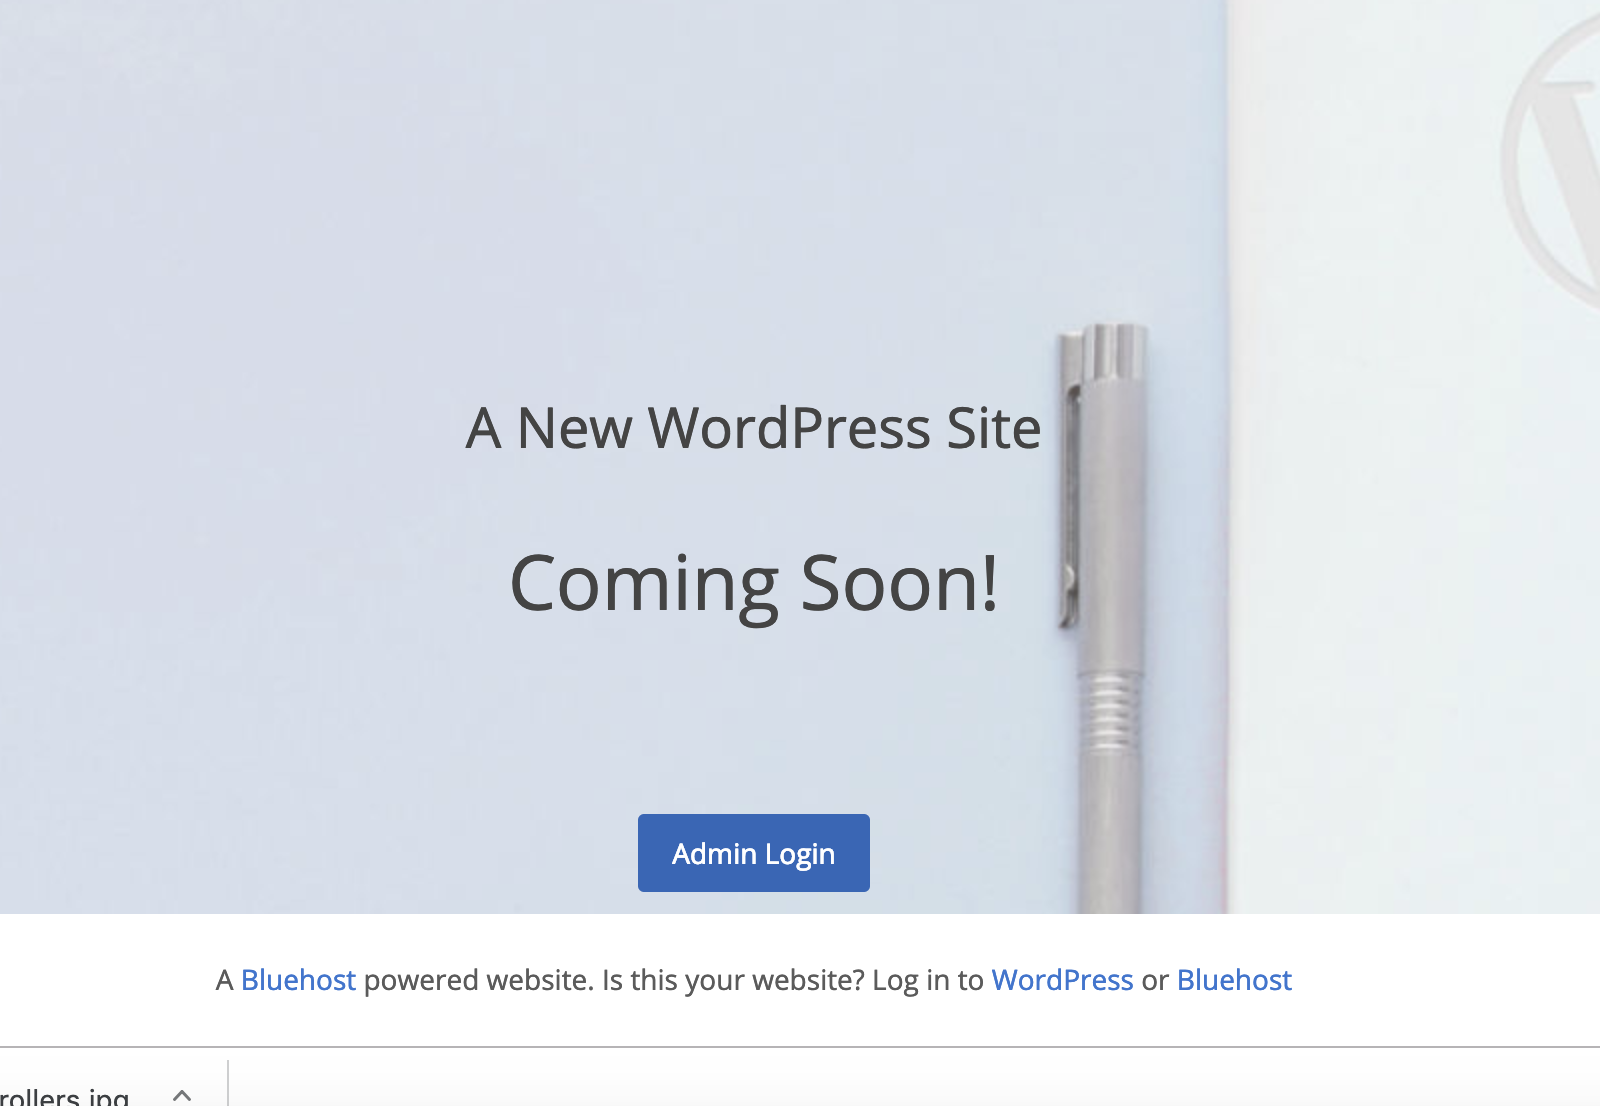 A New WordPress Site
Coming Soon!
Admin Login
A Bluehost powered website. Is this your website? Log in to WordPress or Bluehost
rollers.jpg